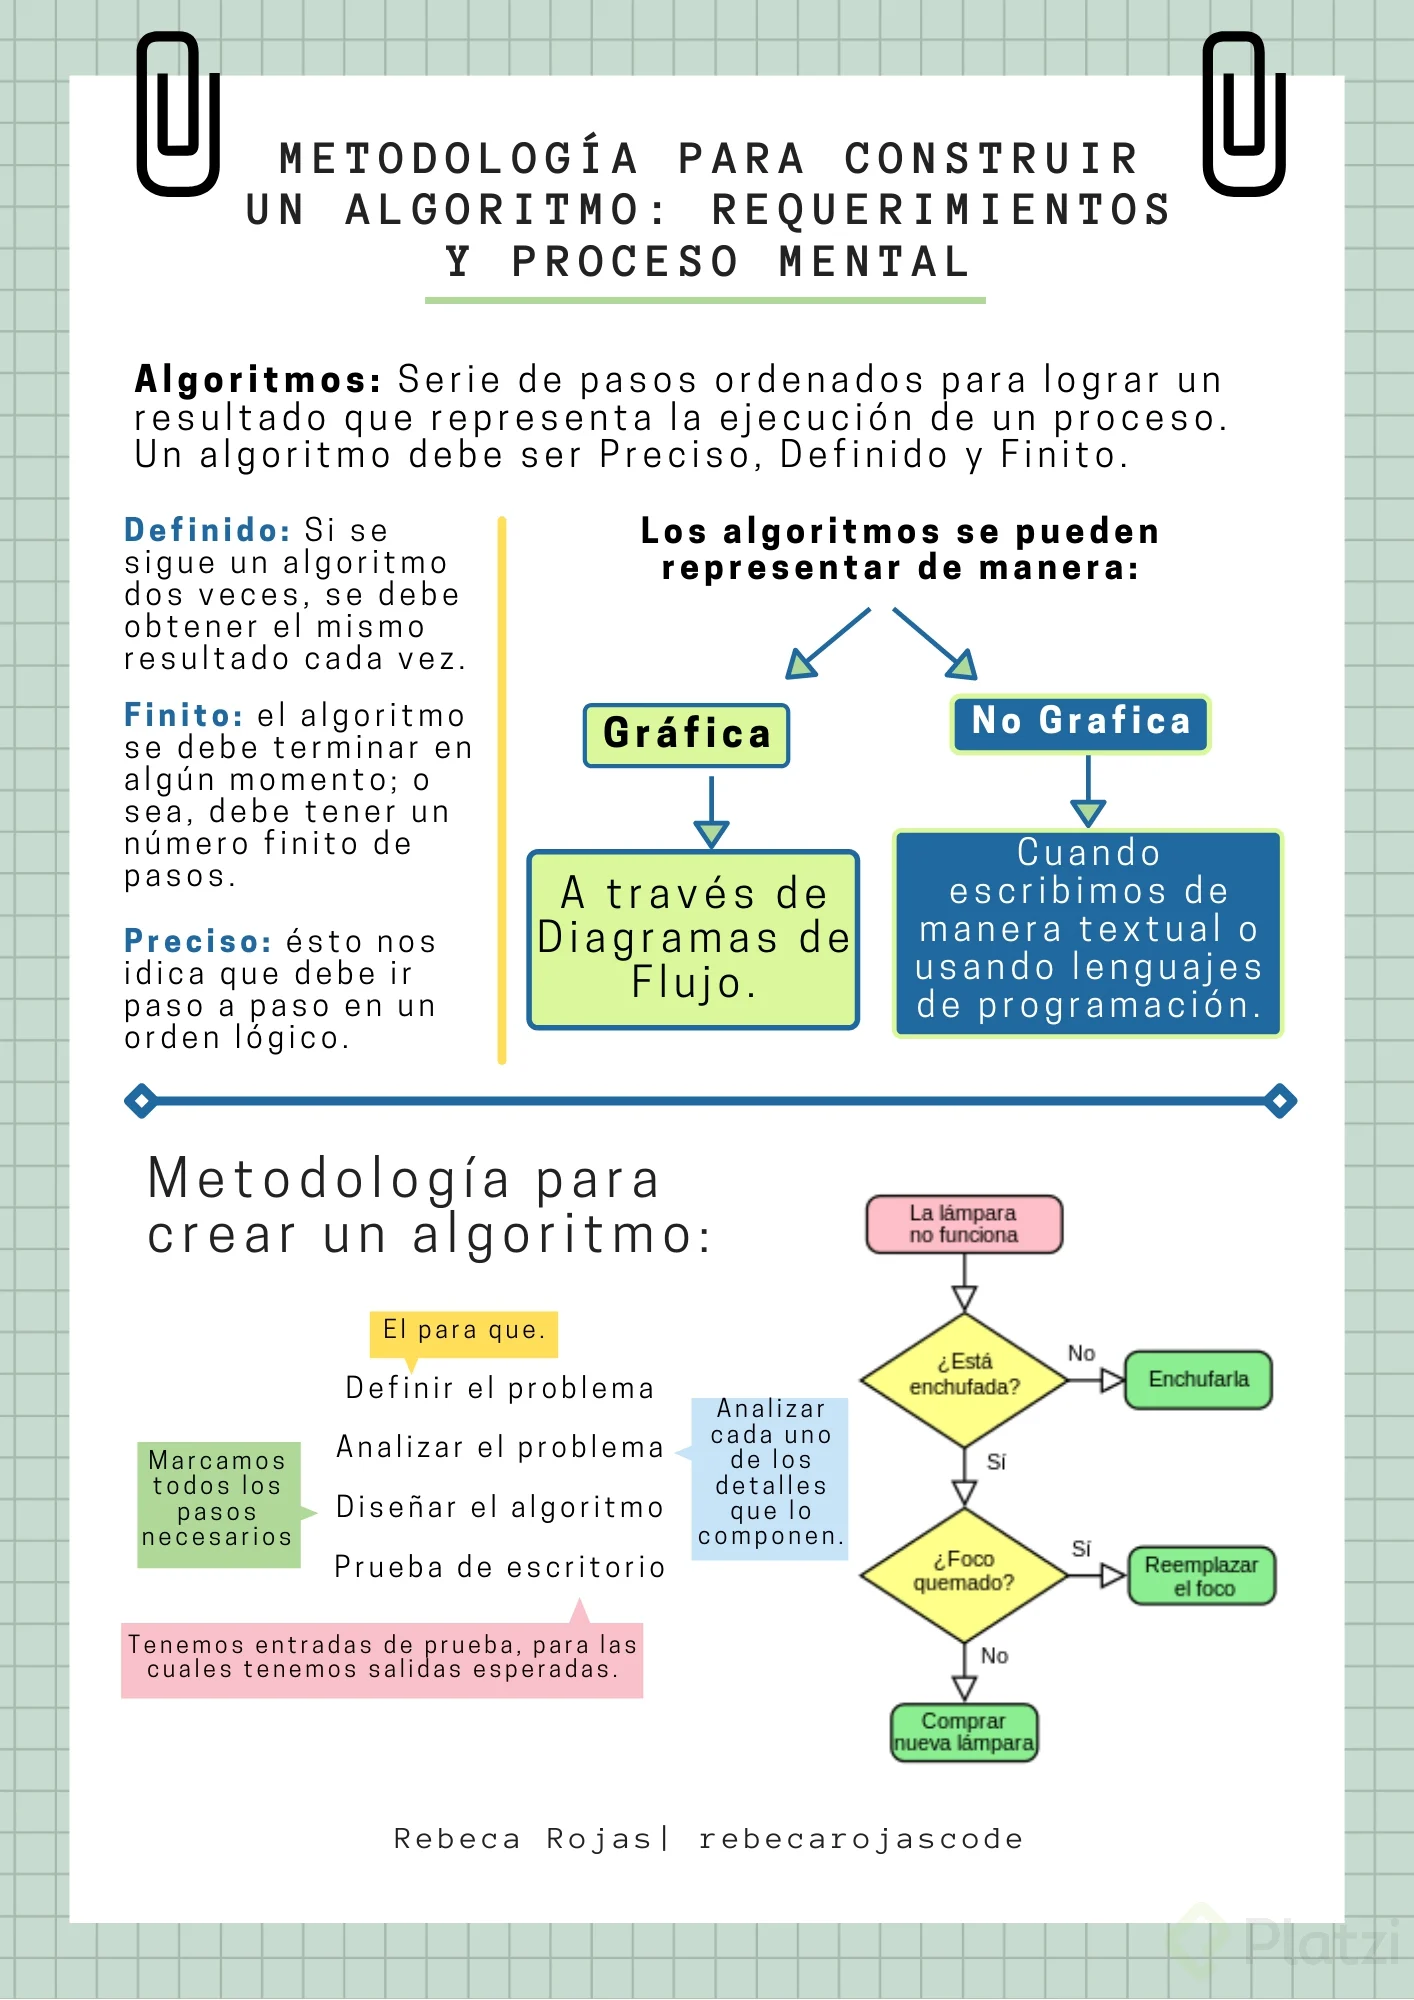 METODOLOGÍA PARA CONSTRUIR
UN ALGORITMO: REQUERIMIENTOS
Y PROCESO MENTAL
Algoritmos: Serie de pasos ordenados para lograr un
resultado que representa la ejecución de un proceso.
Un algoritmo debe ser Preciso, Definido y Finito.
Definido: Si se
sigue un algoritmo
dos veces, se debe
obtener el mismo
resultado cada vez.
Finito: el algoritmo
se debe terminar en
algún momento; o
sea, debe tener un
número finito de
pasos.
Preciso: ésto nos
idica que debe ir
paso a paso en un
orden lógico.
Los algoritmos se pueden
representar de manera:
Gráfica
No Grafica
A través de
Diagramas de
Flujo.
Cuando
escribimos de
manera textual o
usando lenguajes
de programación.
Metodología para
crear un algoritmo:
El para que.
Definir el problema
Analizar el problema
Diseñar el algoritmo
Prueba de escritorio
Analizar
cada uno
de los
detalles
que lo
componen.
Marcamos
todos los
pasos
necesarios
Tenemos entradas de prueba, para las
cuales tenemos salidas esperadas.
La lámpara
no funciona
¿Está
enchufada?
No
Enchufarla
Sí
¿Foco
quemado?
Sí
Reemplazar
el foco
No
Comprar
nueva lámpara
Rebeca Rojas| rebecarojascode
Platzi